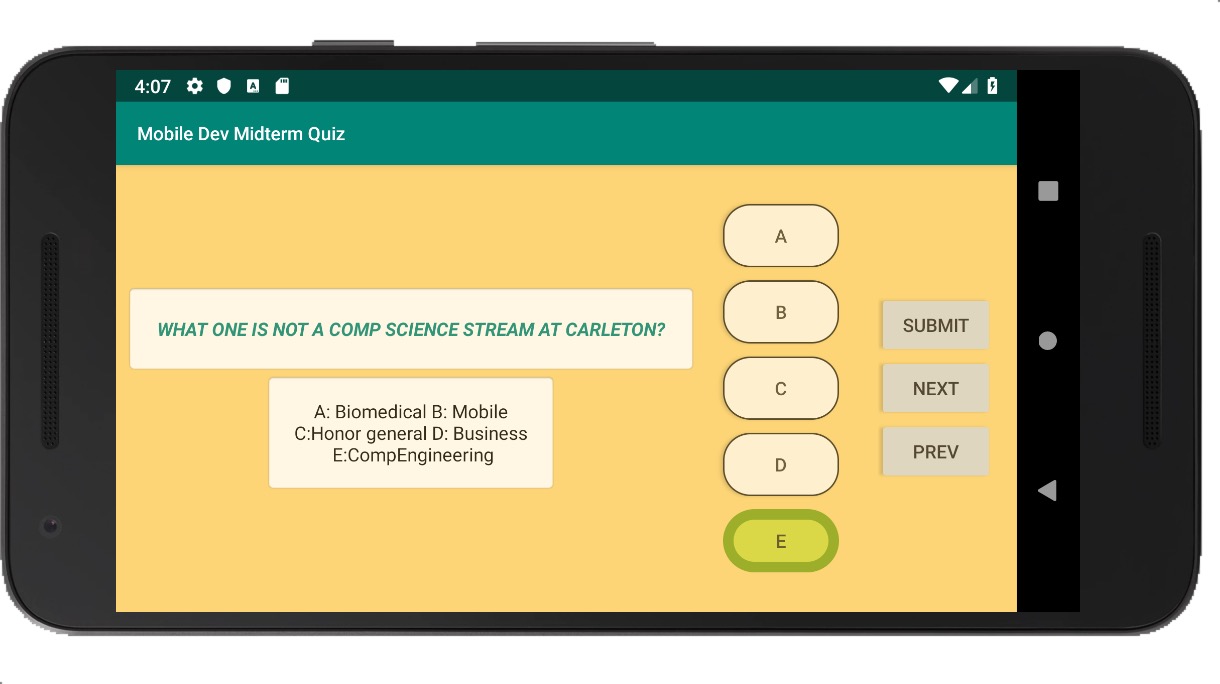 4:07
Mobile Dev Midterm Quiz
WHAT ONE IS NOT A COMP SCIENCE STREAM AT CARLETON?
A: Biomedical B: Mobile
C:Honor general D: Business
E:CompEngineering
A
B
C
D
E
SUBMIT
NEXT
PREV